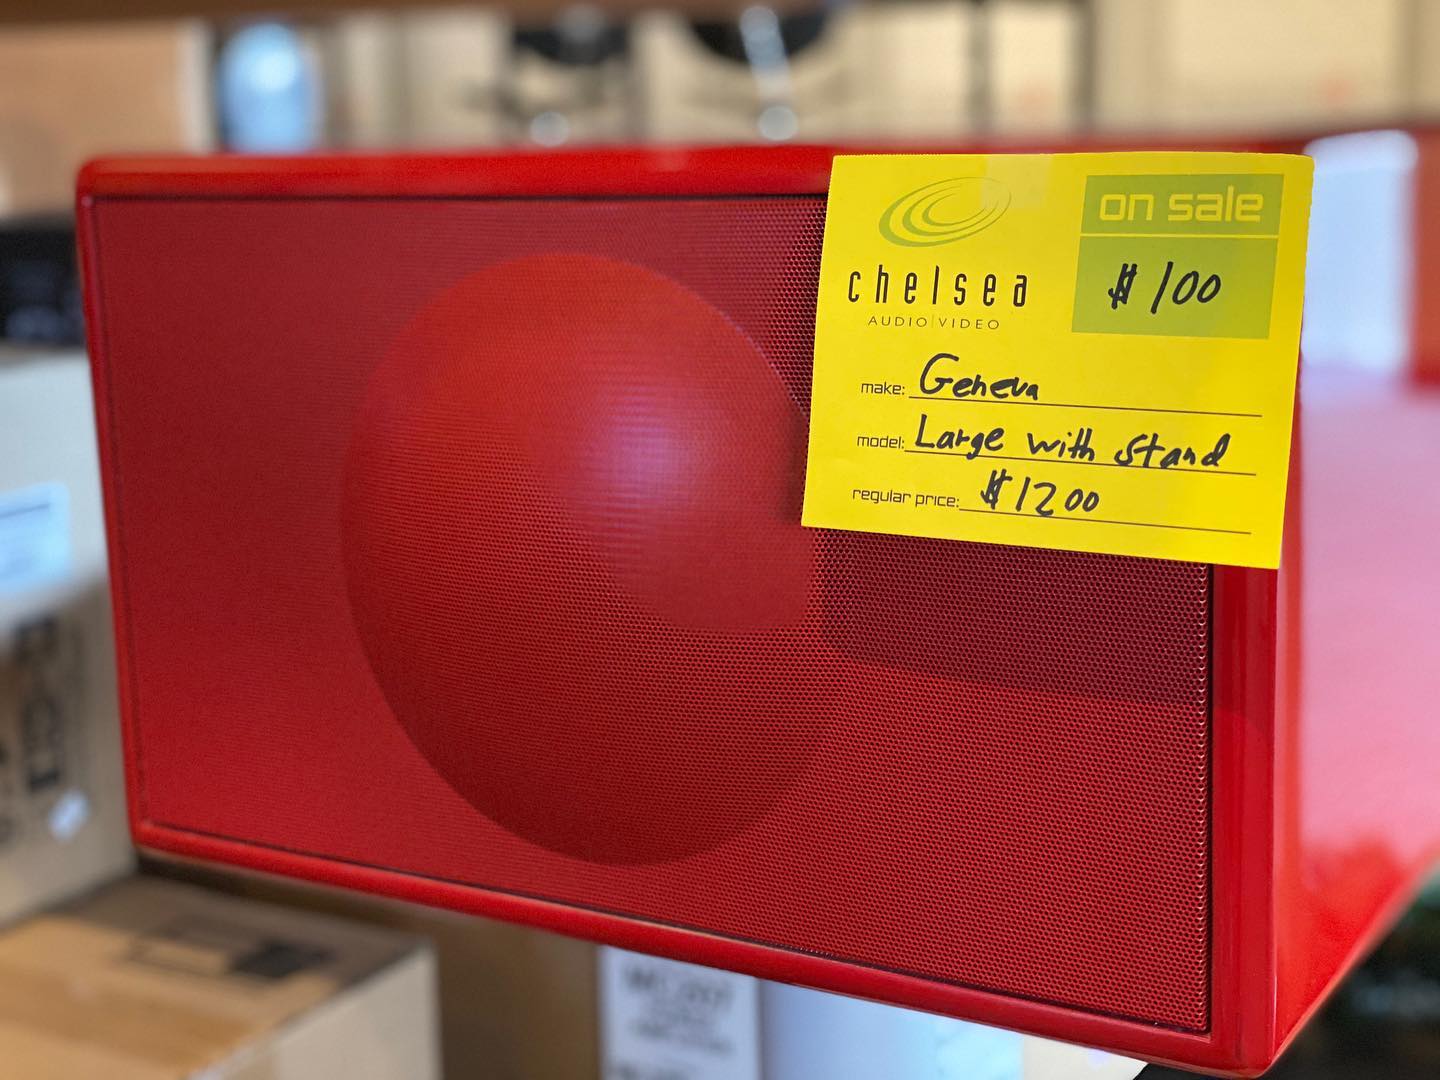 on sale
chelsea
AUDIO | VIDEO
$100
make: Geneva
model: Large with Stand
regular price: $1200